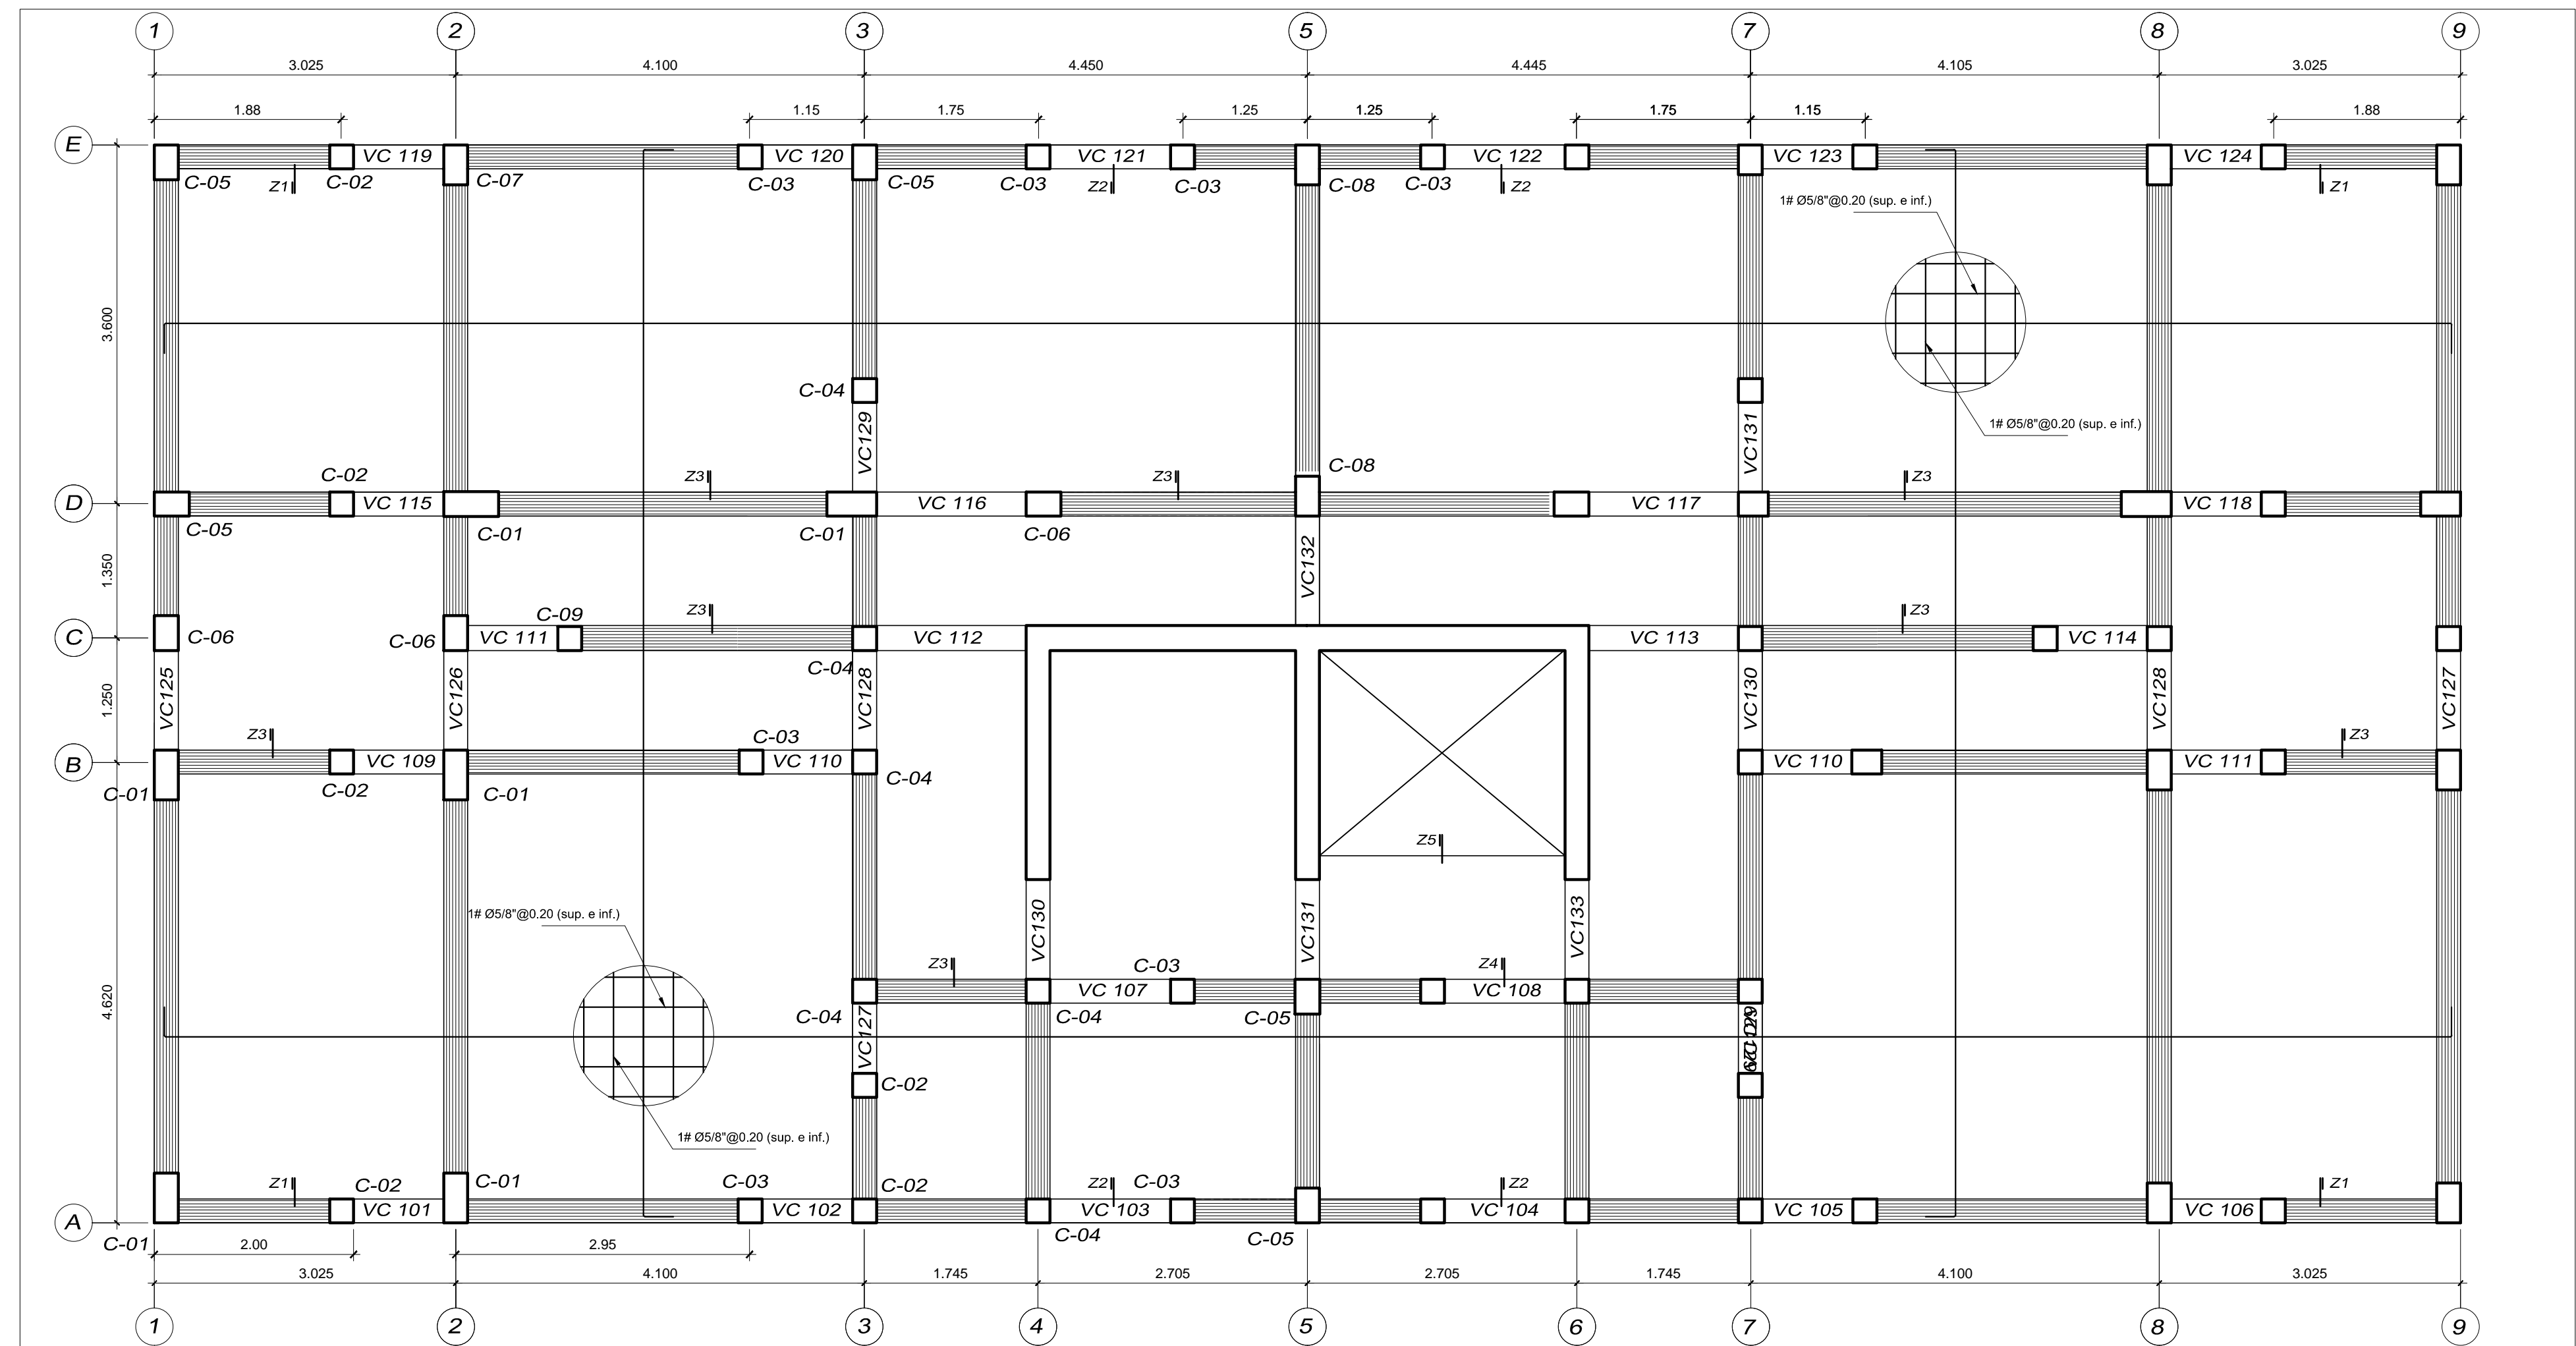 1 2 3 5 7 8 9
3.025 4.100 4.450 4.445 4.105 3.025
1.88 1.15 1.75 1.25 1.25 1.75 1.15 1.88
E VC 119 VC 120 VC 121 VC 122 VC 123 VC 124
C-05 Z1 C-02 C-07 C-03 C-05 C-03 Z2 C-03 C-08 C-03 Z2 Z1
1# Ø5/8"@0.20 (sup. e inf.)
3.600
C-04
1# Ø5/8"@0.20 (sup. e inf.)
VC129 VC131
C-02 Z3 Z3 C-08 Z3
D VC 115 VC 116 VC 117 VC 118
C-05 C-01 C-01 C-06
1.350 VC132
C-09 Z3 Z3
C C-06 C-06 VC 111 VC 112 VC 113 VC 114
C-04
1.250 VC125 VC126 VC128 VC130 VC128 VC127
Z3 C-03 Z3
B VC 109 VC 110 VC 110 VC 111
C-01 C-02 C-01 C-04
Z5
1# Ø5/8"@0.20 (sup. e inf.)
VC130 VC131 VC133
Z3 C-03 Z4
4.620 VC 107 VC 108
C-04 VC127 C-04 C-05
C-02
1# Ø5/8"@0.20 (sup. e inf.)
Z1 C-02 C-01 C-03 C-02 Z2 C-03 Z2 Z1
A VC 101 VC 102 VC 103 VC 104 VC 105 VC 106
C-01 C-04 C-05
2.00 2.95
3.025 4.100 1.745 2.705 2.705 1.745 4.100 3.025
1 2 3 4 5 6 7 8 9